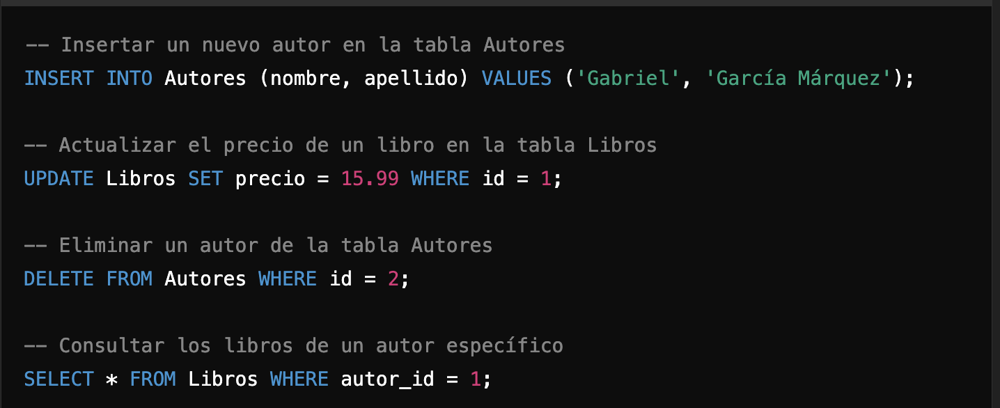 -- Insertar un nuevo autor en la tabla Autores
INSERT INTO Autores (nombre, apellido) VALUES ('Gabriel', 'García Márquez');
-- Actualizar el precio de un libro en la tabla Libros
UPDATE Libros SET precio = 15.99 WHERE id = 1;
-- Eliminar un autor de la tabla Autores
DELETE FROM Autores WHERE id = 2;
-- Consultar los libros de un autor específico
SELECT * FROM Libros WHERE autor_id = 1;